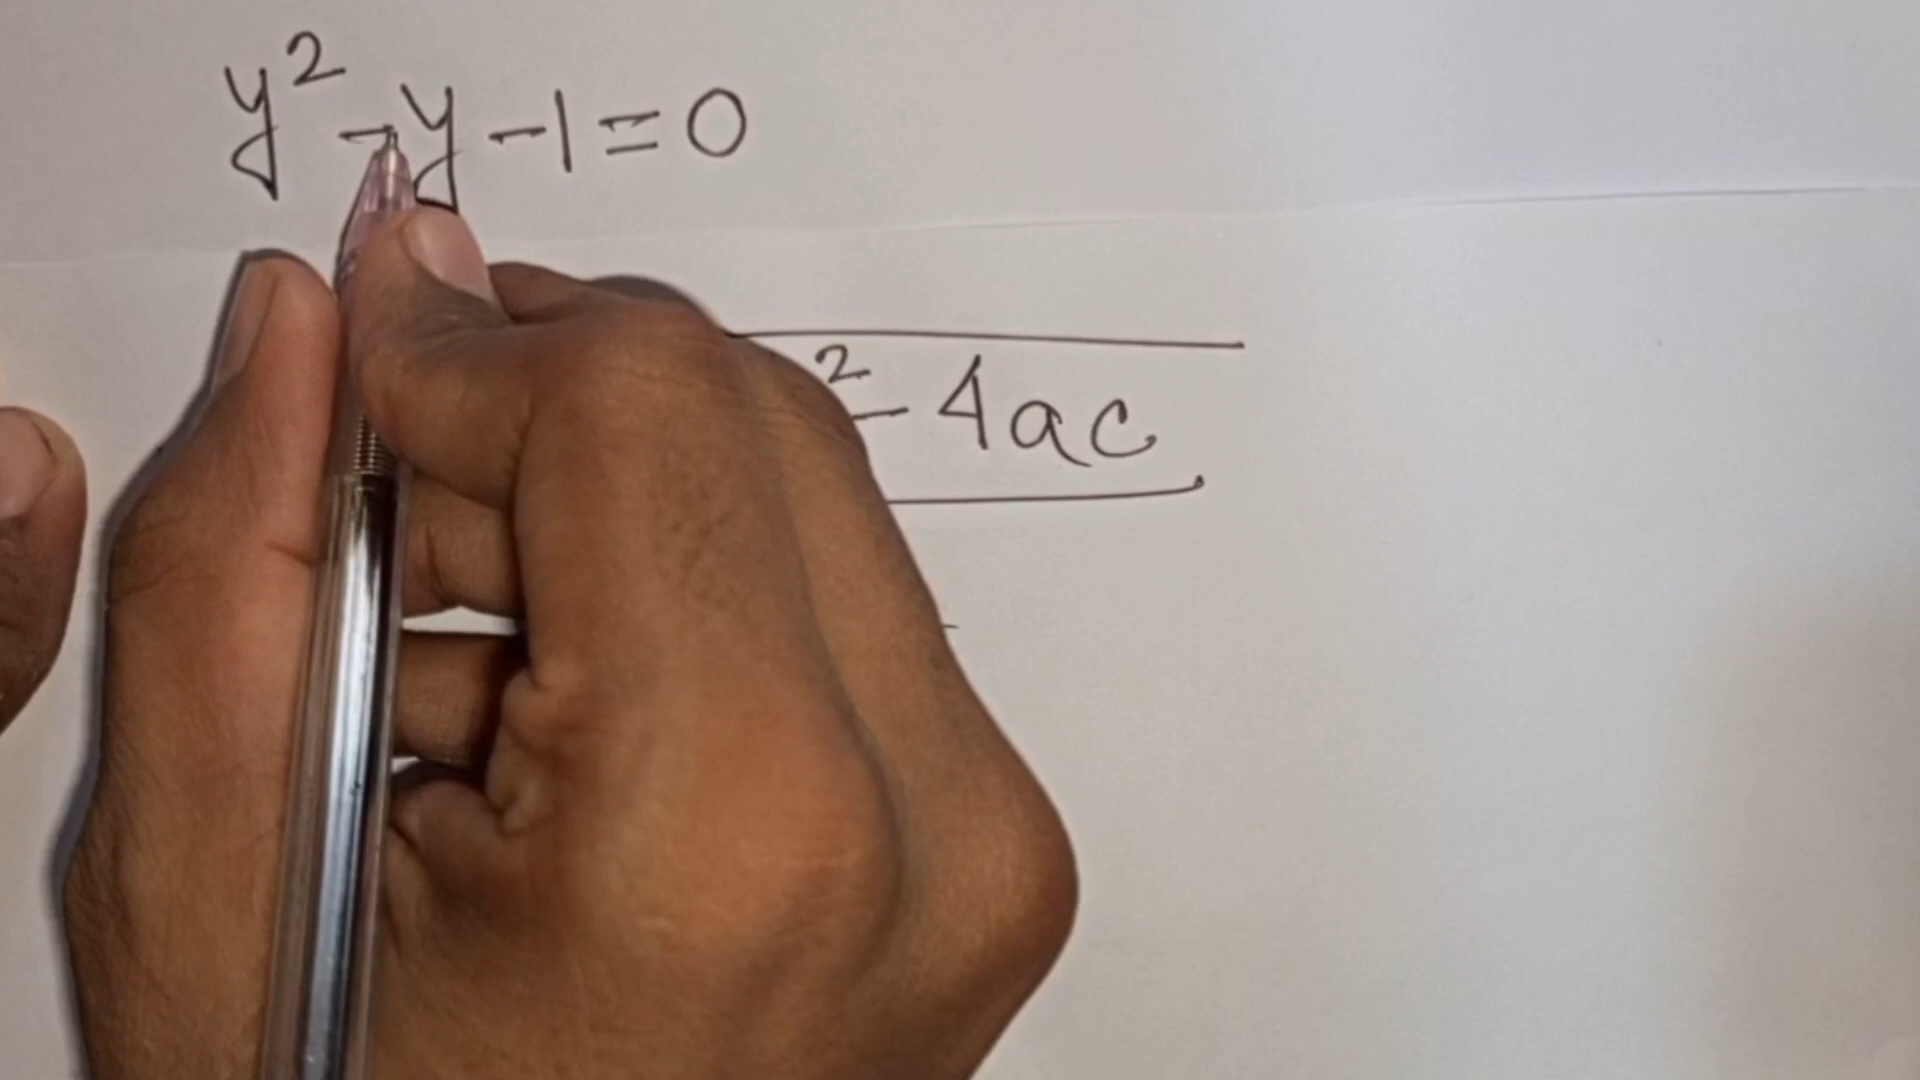 y² - y - 1 = 0
² - 4ac